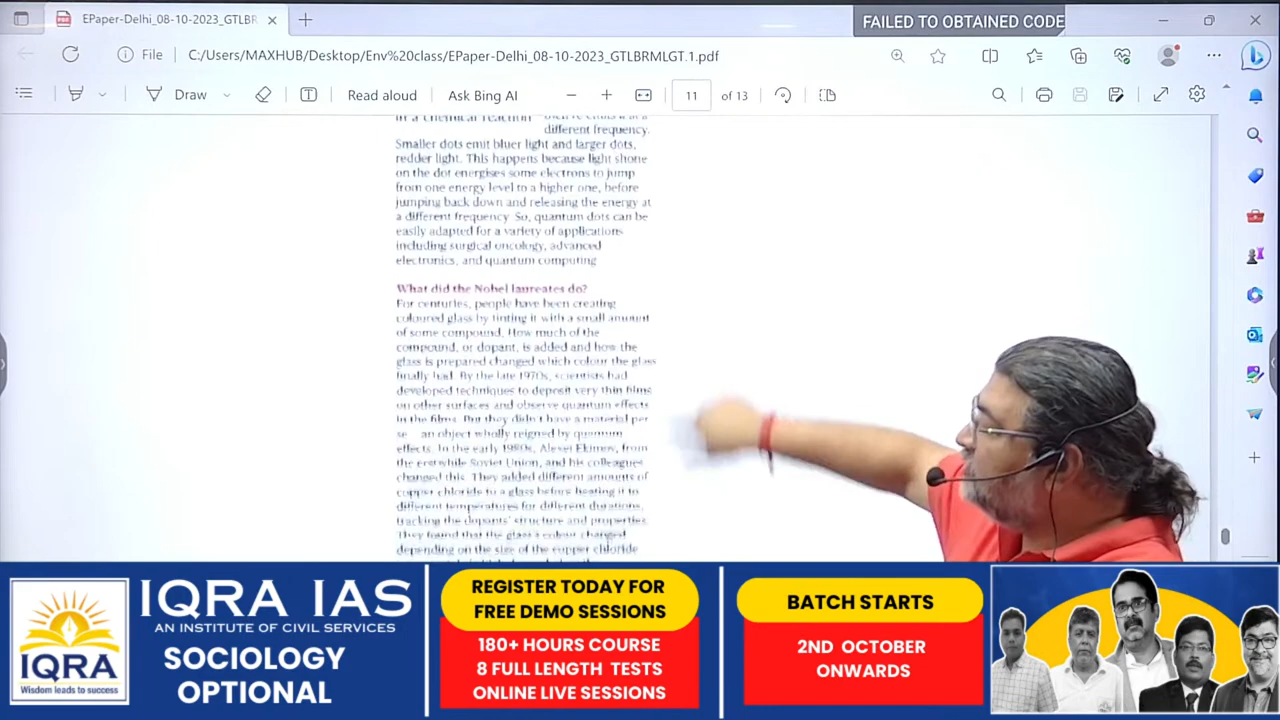 EPaper-Delhi_08-10-2023_GTLBR
FAILED TO OBTAINED CODE
File
C:/Users/MAXHUB/Desktop/Env%20class/EPaper-Delhi_08-10-2023_GTLBRMLGT.1.pdf
Draw
Read aloud
Ask Bing AI
11 of 13
in a chemical reaction
different frequency.
Smaller dots emit bluer light and larger dots,
redder light. This happens because light shone
on the dot energises some electrons to jump
from one energy level to a higher one, before
jumping back down and releasing the energy at
a different frequency. So, quantum dots can be
easily adapted for a variety of applications
including surgical oncology, advanced
electronics, and quantum computing
What did the Nobel laureates do?
For centuries, people have been creating
coloured glass by tinting it with a small amount
of some compound. How much of the
compound, or dopant, is added and how the
glass is prepared changed which colour the glass
finally had. By the late 1970s, scientists had
developed techniques to deposit very thin films
on other surfaces and observe quantum effects
in the films. But they didn't have a material per
se an object wholly reigned by quantum
effects. In the early 1980s, Alexei Ekimov, from
the erstwhile Soviet Union, and his colleagues
changed this. They added different amounts of
copper chloride to a glass before heating it to
different temperatures for different durations,
tracking the dopants' structure and properties.
They found that the glass's colour changed
depending on the size of the copper chloride
IQRA
Wisdom leads to success
IQRA IAS
AN INSTITUTE OF CIVIL SERVICES
SOCIOLOGY
OPTIONAL
REGISTER TODAY FOR
FREE DEMO SESSIONS
180+ HOURS COURSE
8 FULL LENGTH TESTS
ONLINE LIVE SESSIONS
BATCH STARTS
2ND OCTOBER
ONWARDS